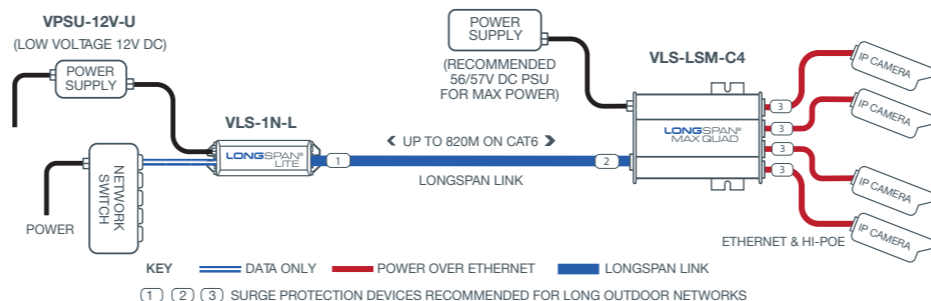 VPSU-12V-U
(LOW VOLTAGE 12V DC)
POWER
SUPPLY
VLS-1N-L
LONGSPAN®
LITE
NETWORK
SWITCH
POWER
1
UP TO 820M ON CAT6
LONGSPAN LINK
2
POWER
SUPPLY
(RECOMMENDED
56/57V DC PSU
FOR MAX POWER)
VLS-LSM-C4
LONGSPAN®
MAX QUAD
3
3
3
3
IP CAMERA
IP CAMERA
IP CAMERA
IP CAMERA
ETHERNET & HI-POE
KEY DATA ONLY POWER OVER ETHERNET LONGSPAN LINK
1 2 3 SURGE PROTECTION DEVICES RECOMMENDED FOR LONG OUTDOOR NETWORKS